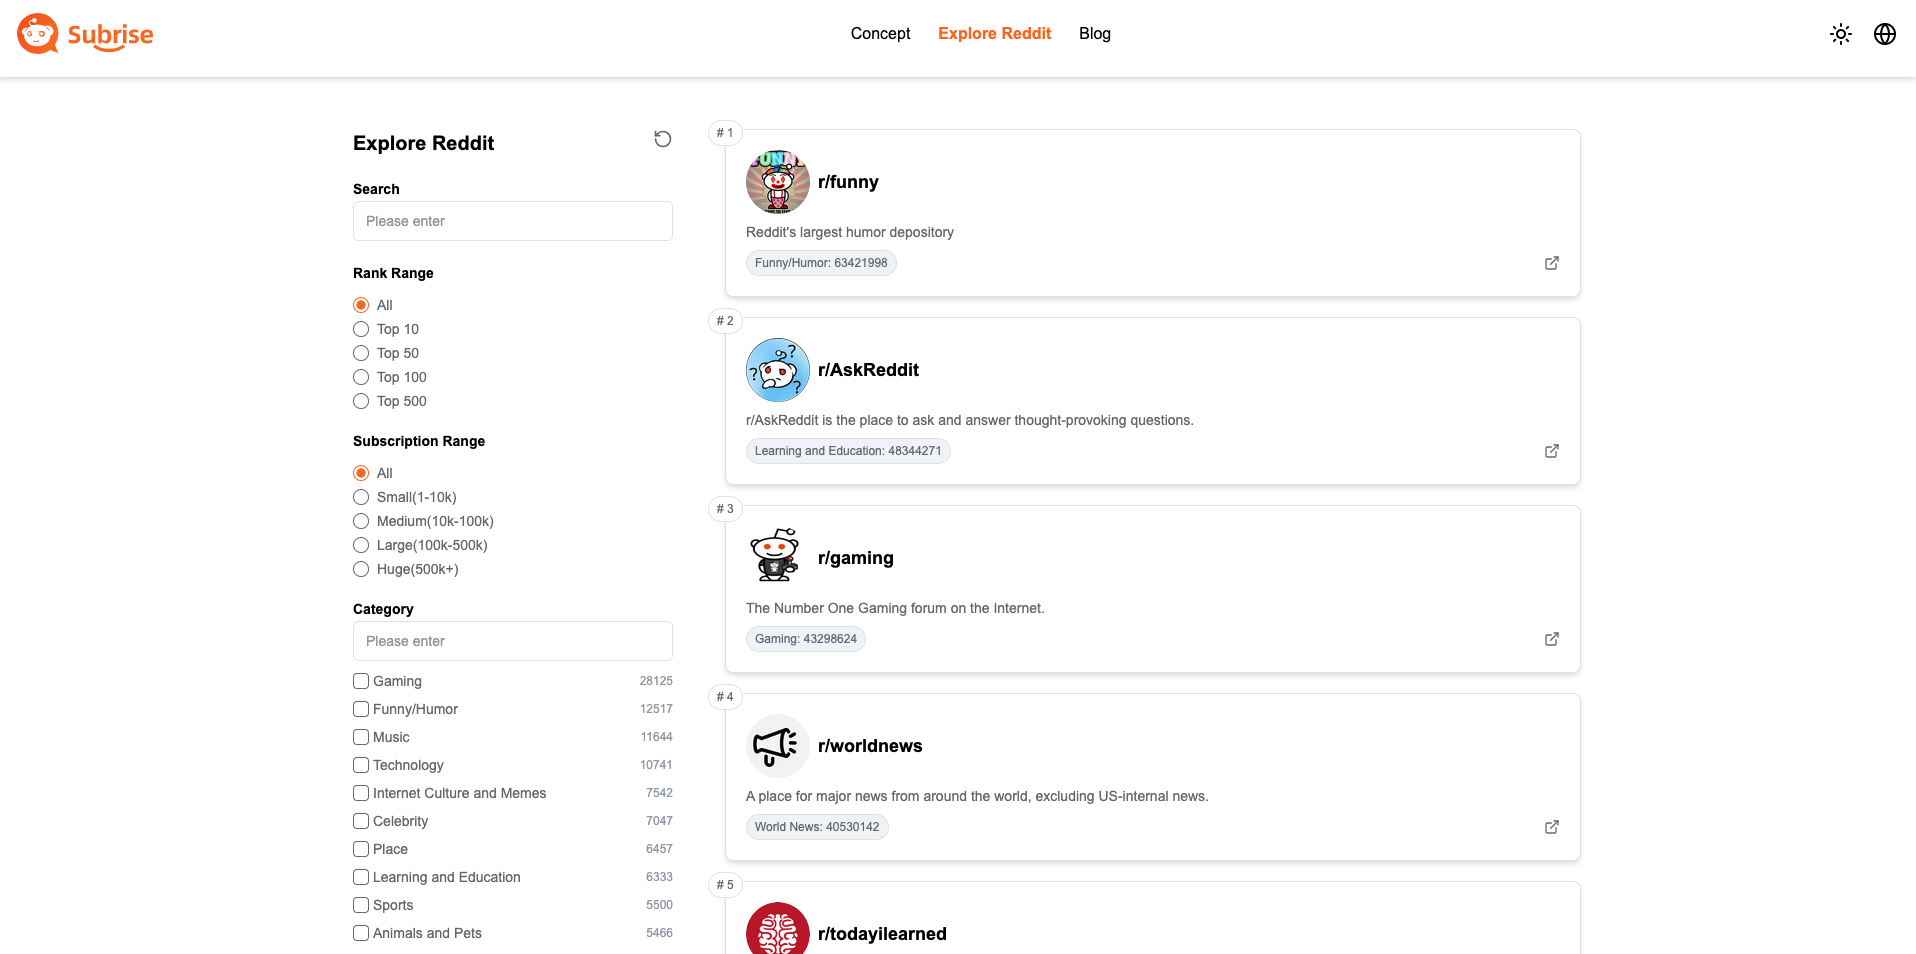 Subrise
Concept
Explore Reddit
Blog
Explore Reddit
Search
Please enter
Rank Range
All
Top 10
Top 50
Top 100
Top 500
Subscription Range
All
Small(1-10k)
Medium(10k-100k)
Large(100k-500k)
Huge(500k+)
Category
Please enter
Gaming 28125
Funny/Humor 12517
Music 11644
Technology 10741
Internet Culture and Memes 7542
Celebrity 7047
Place 6457
Learning and Education 6333
Sports 5500
Animals and Pets 5466
# 1
FUNNY
r/funny
Reddit's largest humor depository
Funny/Humor: 63421998
# 2
r/AskReddit
r/AskReddit is the place to ask and answer thought-provoking questions.
Learning and Education: 48344271
# 3
r/gaming
The Number One Gaming forum on the Internet.
Gaming: 43298624
# 4
r/worldnews
A place for major news from around the world, excluding US-internal news.
World News: 40530142
# 5
r/todayilearned